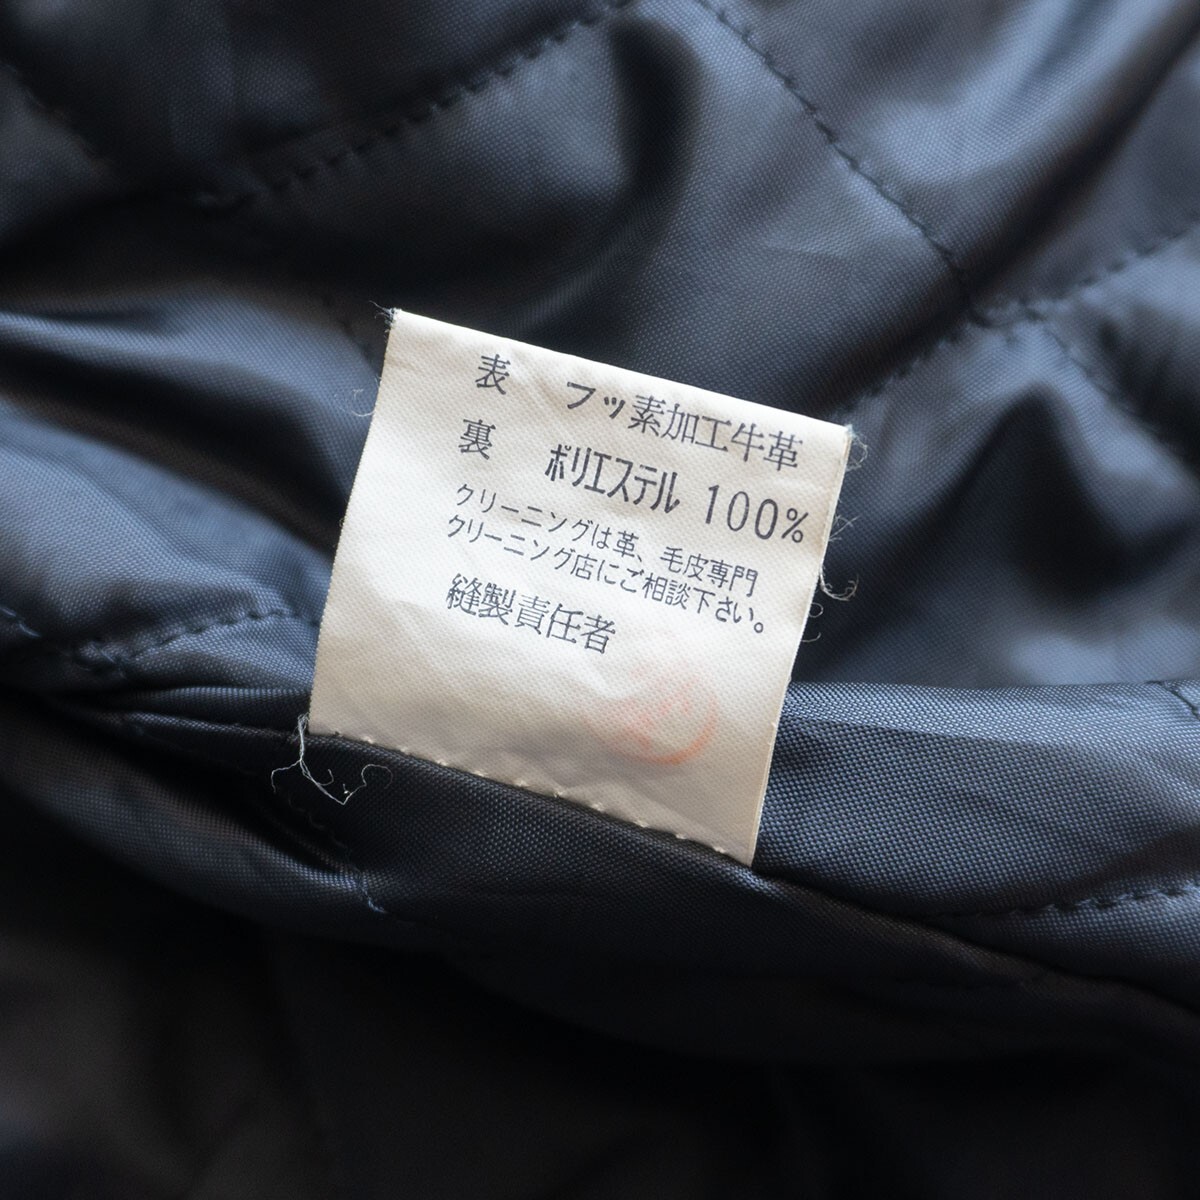 表 フッ素加工牛革
裏 ポリエステル 100%
クリーニングは革、毛皮専門
クリーニング店にご相談下さい。
縫製責任者